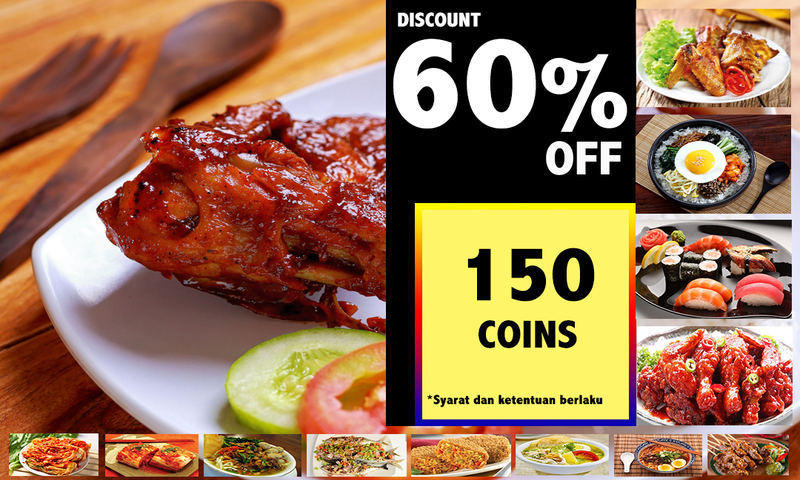 DISCOUNT
60%
OFF
150
COINS
*Syarat dan ketentuan berlaku